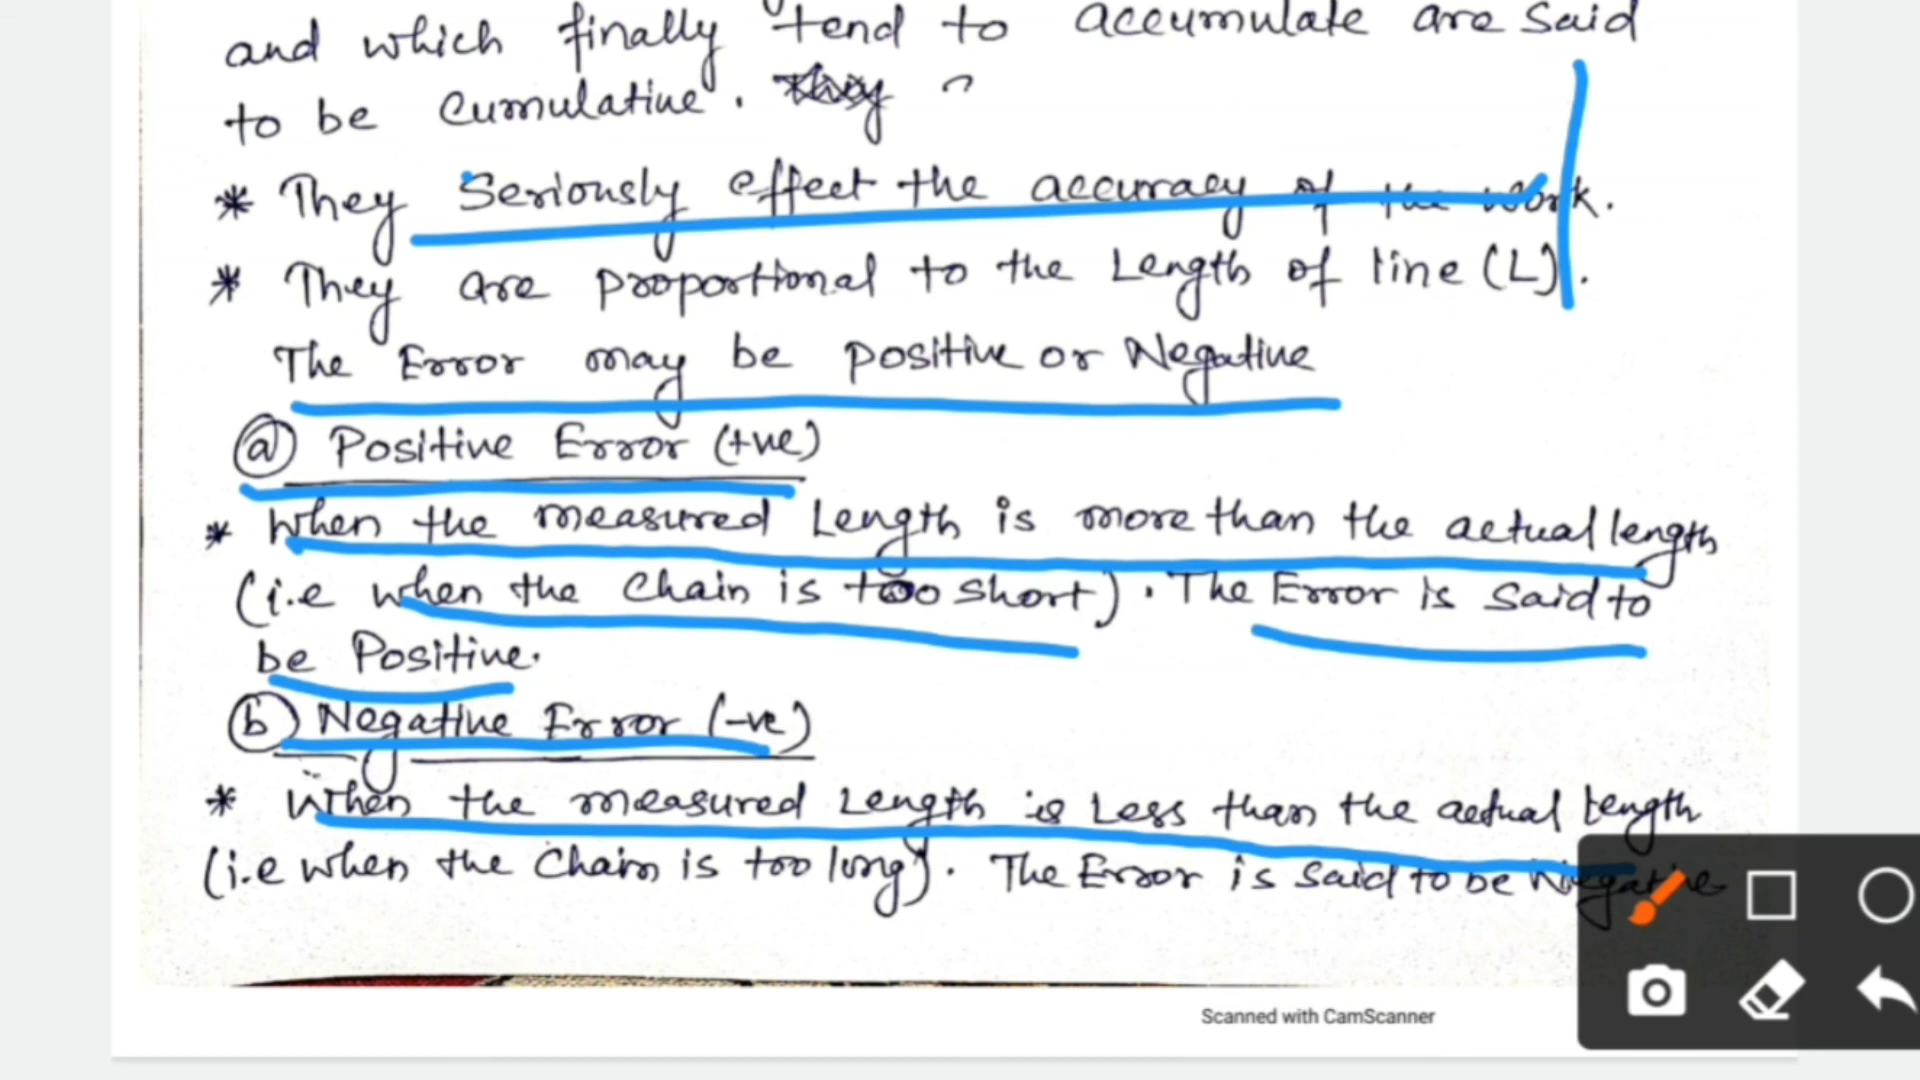 and which finally tend to accumulate are said
to be Cumulative.
* They Seriously effect the accuracy of the work.
* They are proportional to the Length of line (L).
The Error may be positive or Negative
(a) Positive Error (+ve)
* When the measured Length is more than the actual length
(i.e when the Chain is too short). The Error is said to
be Positive.
(b) Negative Error (-ve)
* When the measured Length is Less than the actual length
(i.e when the Chain is too long). The Error is said to be Negative
Scanned with CamScanner